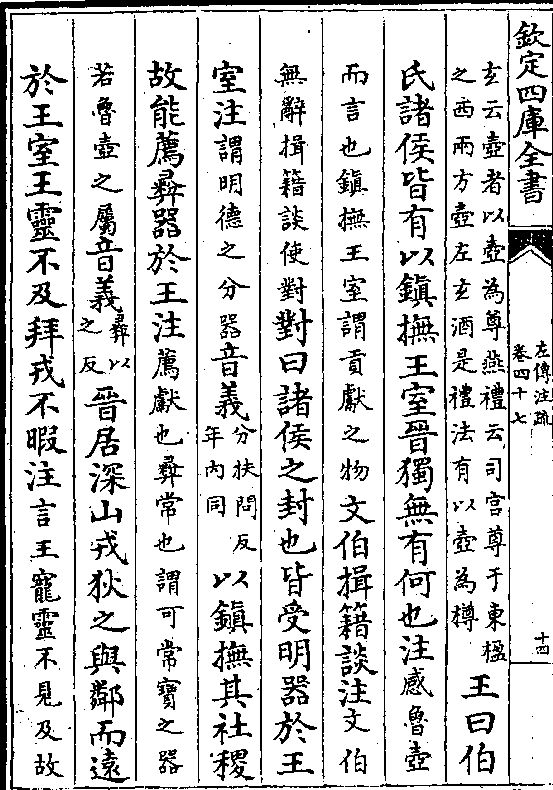 欽定四庫全書
左傳注疏
卷四十七
十四
玄云壺者以壺為尊燕禮云司宫尊于東楹
之西兩方壺左玄酒是禮法有以壺為樽
王曰伯
氏諸侯皆有以鎮撫王室晉獨無有何也注感魯壺
而言也鎮撫王室謂貢獻之物文伯揖籍談注文伯
無辭揖籍談使對對曰諸侯之封也皆受明器於王
室注謂明德之分器音義
分扶問反
年内同
以鎮撫其社稷
故能薦彝器於王注薦獻也彝常也謂可常寶之器
若魯壺之屬音義
彝以
之反
晉居深山戎狄之與鄰而遠
於王室王靈不及拜戎不暇注言王寵靈不見及故